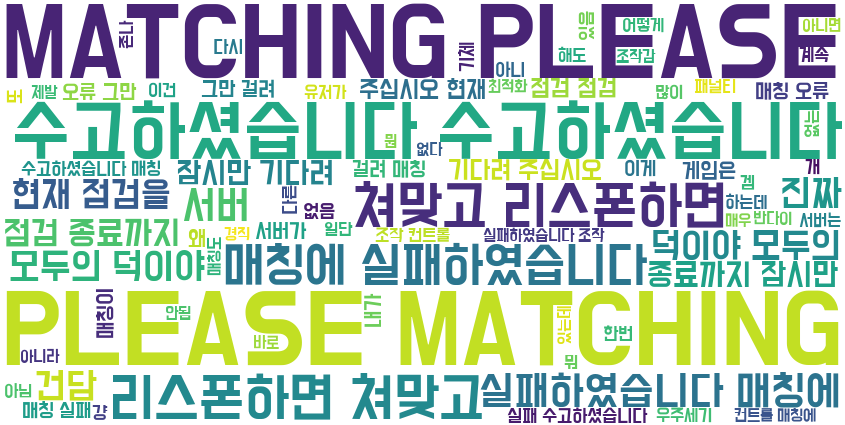 MATCHING PLEASE
존나
다시
기체
있음
어떻게
아니면
해도
조작감
계속
아니
버
제발
오류 그만
이건
그만 걸려
유저가
주십시오 현재
최적화
점검 점검
많이
패널티
매칭 오류
수고하셨습니다 수고하셨습니다
뭔
없다
없는
수고하셨습니다 매칭
잠시만 기다려
걸려 매칭
기다려 주십시오
이게
게임은
개
현재 점검을
서버
다른
없음
쳐맞고 리스폰하면
겜
하는데
진짜
매우
반다이
서버는
점검 종료까지
왜
경직
서버가
일단
조작 컨트롤
실패하였습니다 조작
덕이야 모두의
모두의 덕이야
매칭도
매칭에 실패하였습니다
종료까지 잠시만
PLEASE MATCHING
매칭이
안됨
내가
있는데
한번
바로
아니라
뭐
아님
건담
리스폰하면 쳐맞고
실패하였습니다 매칭에
매칭 실패
걍
실패 수고하셨습니다
우주세기
컨트롤 매칭에